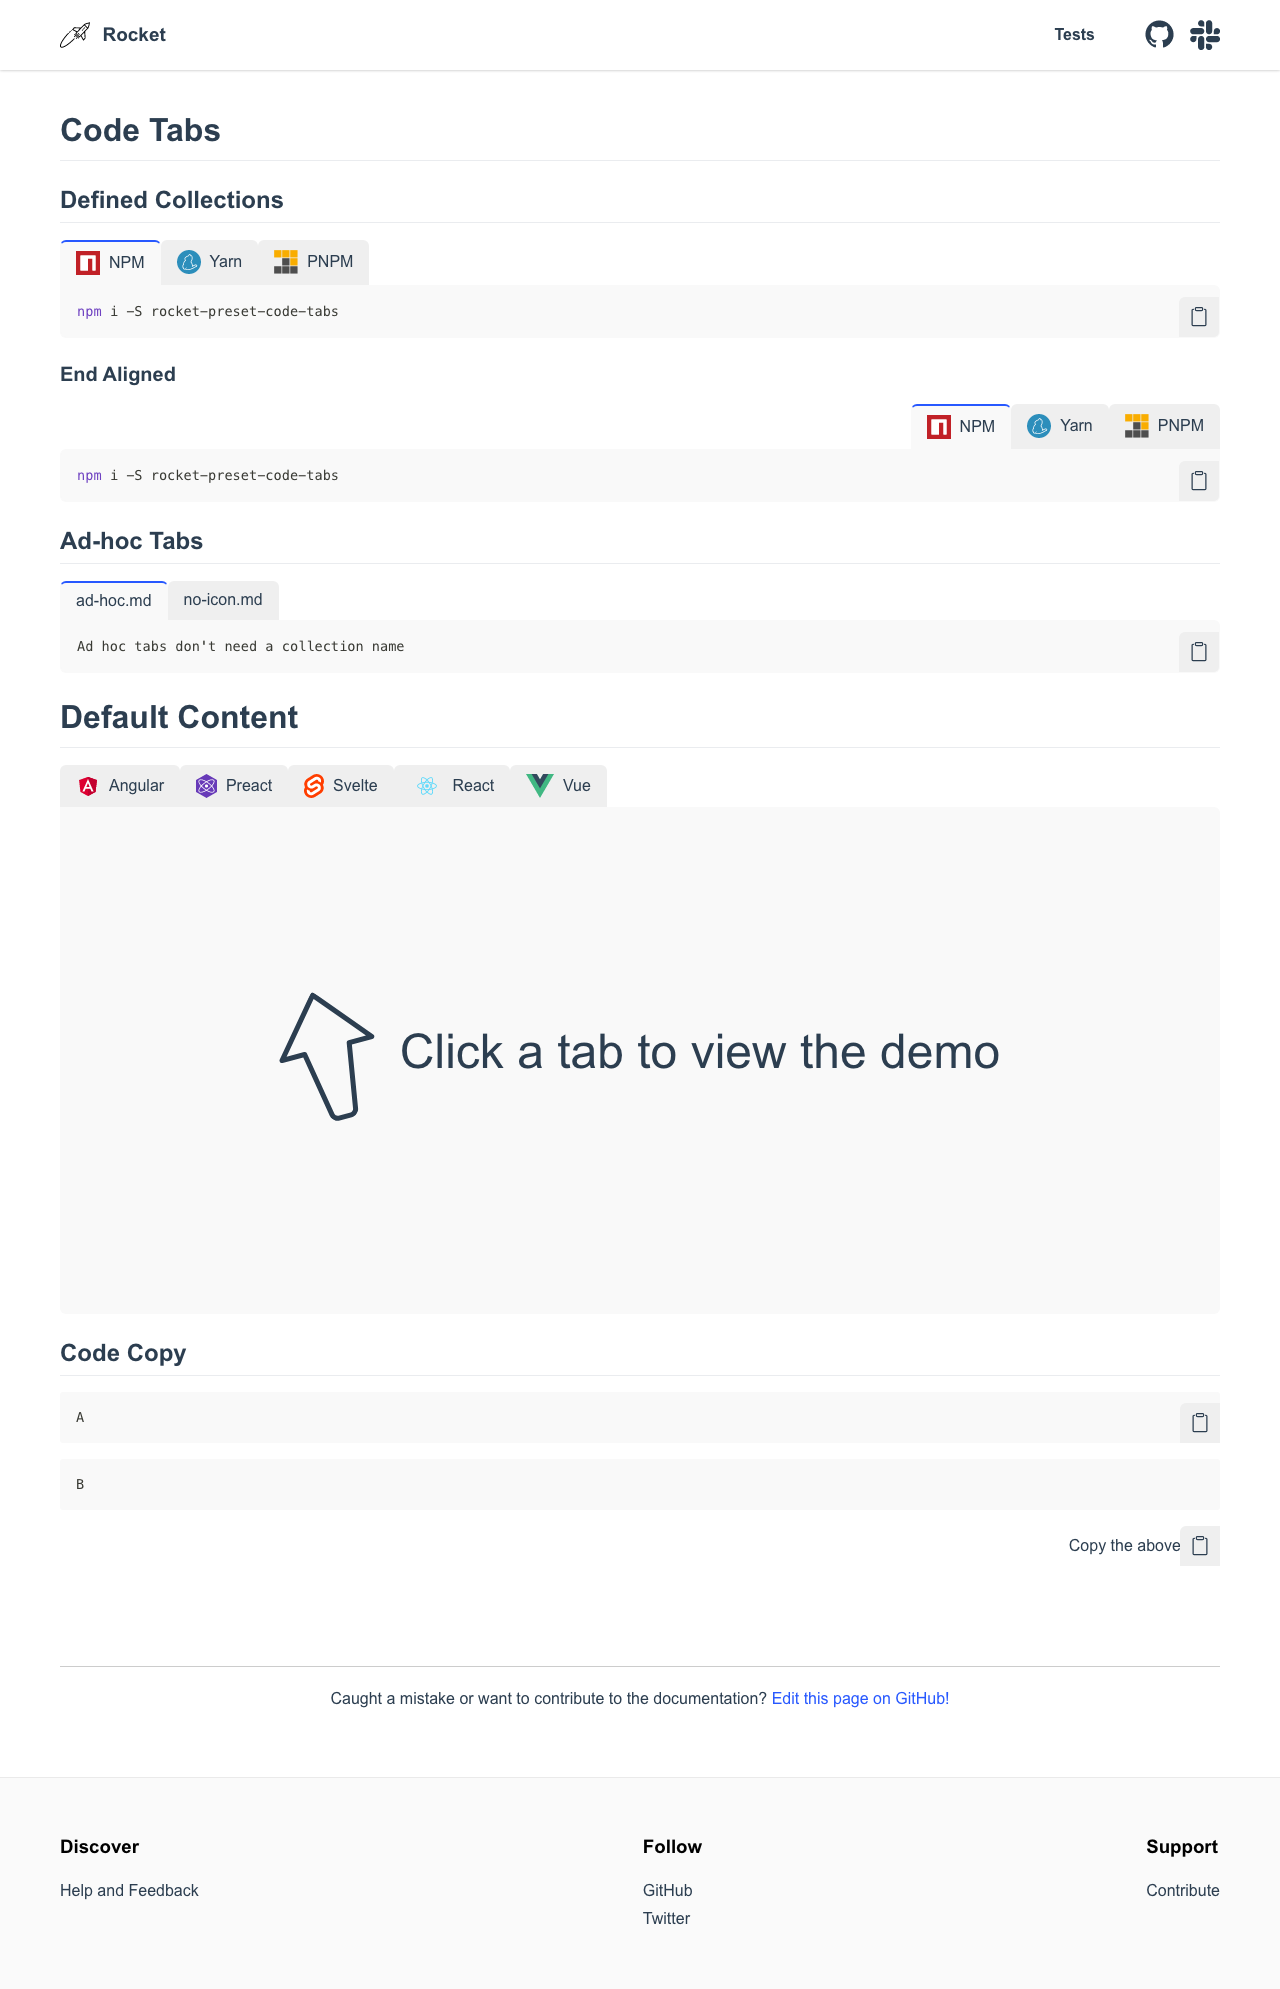 Rocket
Tests
Code Tabs
Defined Collections
NPM Yarn PNPM
npm i -S rocket-preset-code-tabs
End Aligned
NPM Yarn PNPM
npm i -S rocket-preset-code-tabs
Ad-hoc Tabs
ad-hoc.md no-icon.md
Ad hoc tabs don't need a collection name
Default Content
Angular Preact Svelte React Vue
Click a tab to view the demo
Code Copy
A
B
Copy the above
Caught a mistake or want to contribute to the documentation? Edit this page on GitHub!
Discover
Help and Feedback
Follow
GitHub
Twitter
Support
Contribute